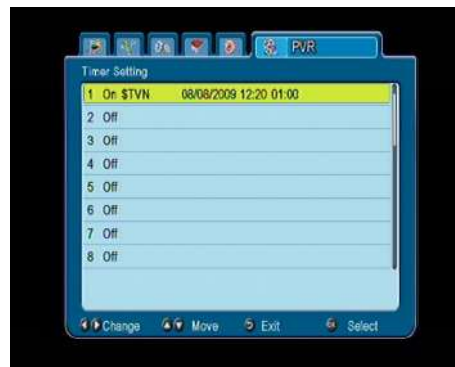 PVR
Timer Setting
1 On $TVN 08/08/2009 12:20 01:00
2 Off
3 Off
4 Off
5 Off
6 Off
7 Off
8 Off
Change Move Exit Select